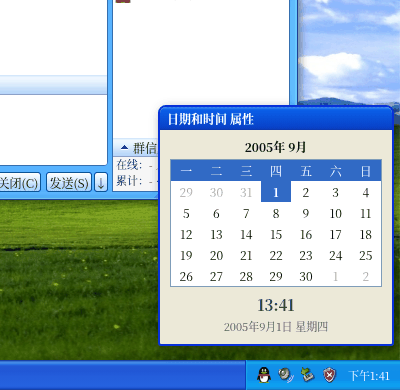 群信
在线: -
累计: - -
关闭(C) 发送(S) ↓
日期和时间 属性
2005年 9月
一 二 三 四 五 六 日
29 30 31 1 2 3 4
5 6 7 8 9 10 11
12 13 14 15 16 17 18
19 20 21 22 23 24 25
26 27 28 29 30 1 2
13:41
2005年9月1日 星期四
下午1:41